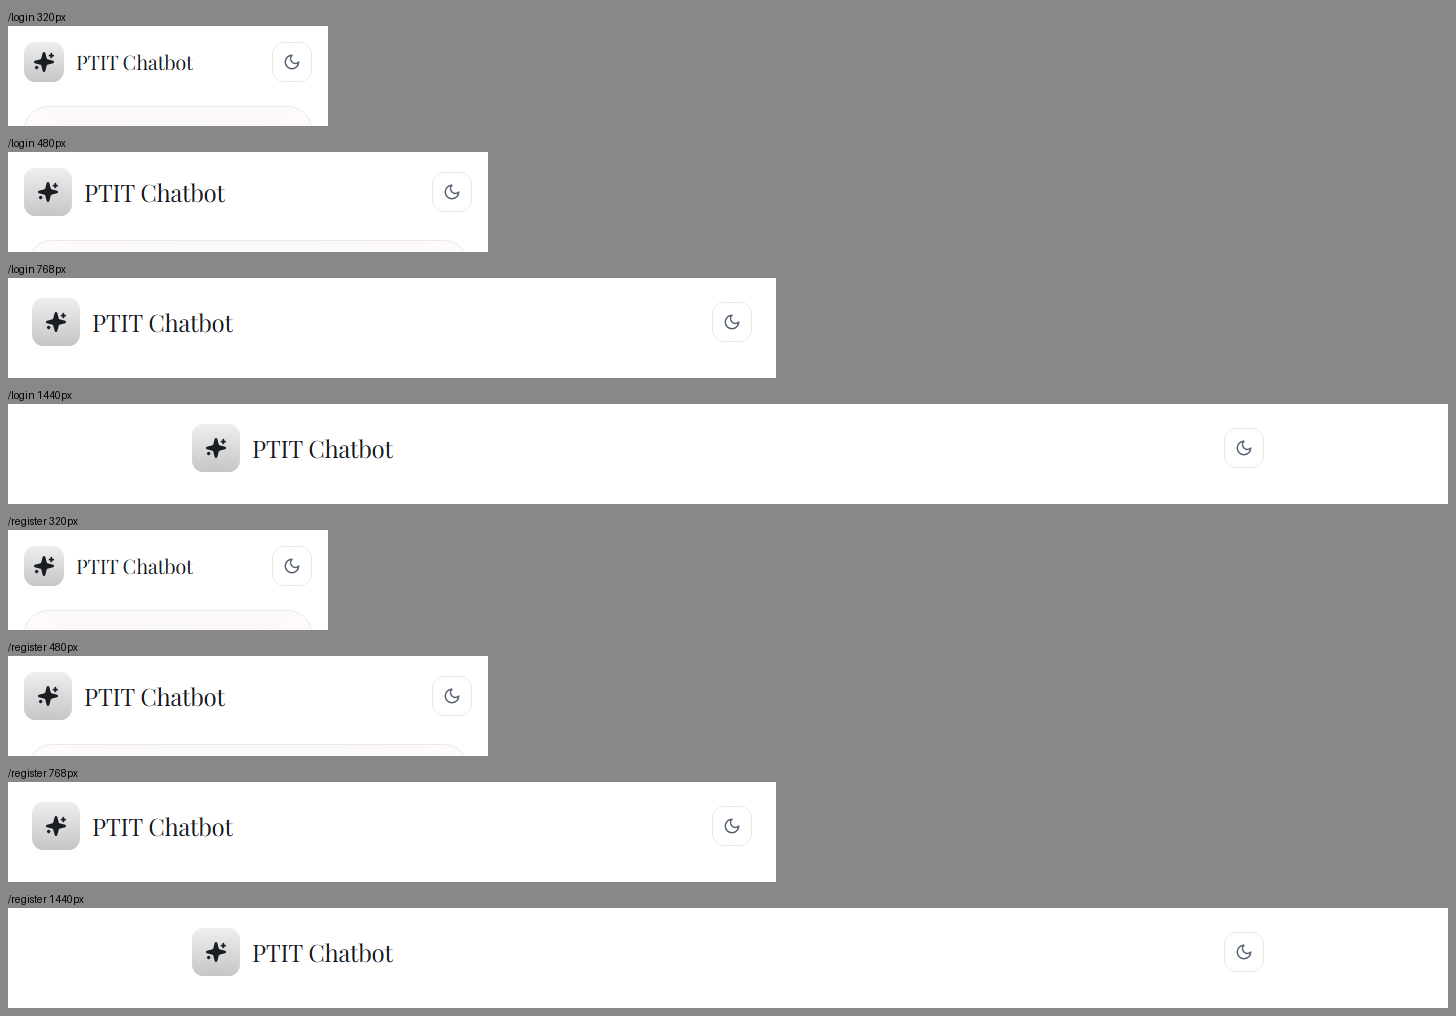 /login 320px
PTIT Chatbot
/login 480px
PTIT Chatbot
/login 768px
PTIT Chatbot
/login 1440px
PTIT Chatbot
/register 320px
PTIT Chatbot
/register 480px
PTIT Chatbot
/register 768px
PTIT Chatbot
/register 1440px
PTIT Chatbot